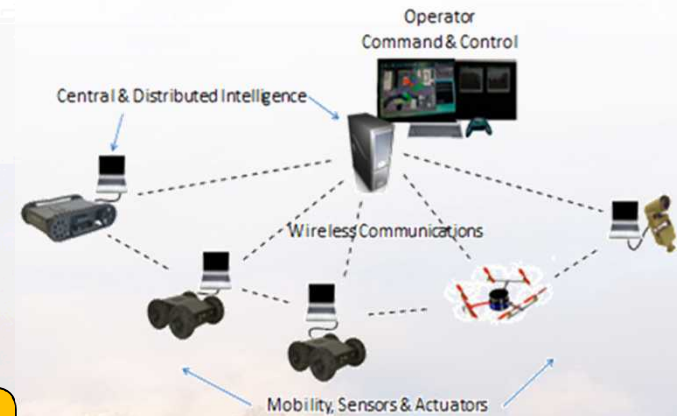 Operator
Command & Control
Central & Distributed Intelligence
Wireless Communications
Mobility, Sensors & Actuators